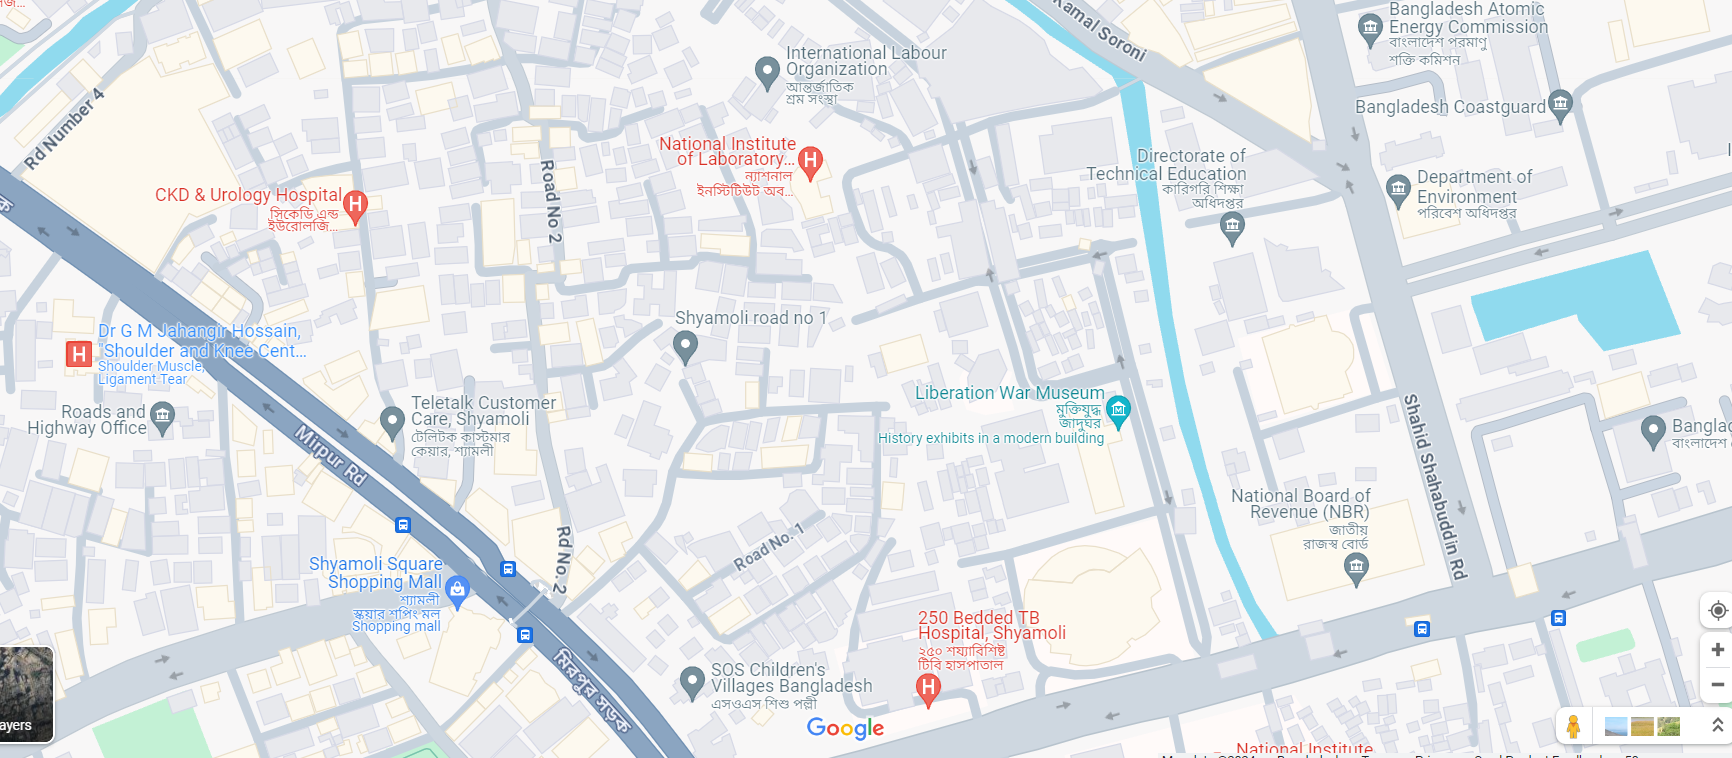 Kamal Soroni
Bangladesh Atomic
Energy Commission
বাংলাদেশ পরমাণু
শক্তি কমিশন
International Labour
Organization
আন্তর্জাতিক
শ্রম সংস্থা
Rd Number 4
Bangladesh Coastguard
National Institute
of Laboratory...
ন্যাশনাল
ইনস্টিটিউট অব...
Directorate of
Technical Education
কারিগরি শিক্ষা
অধিদপ্তর
Department of
Environment
পরিবেশ অধিদপ্তর
CKD & Urology Hospital
সিকেডি এন্ড
ইউরোলজি...
Road No 2
Shyamoli road no 1
Dr G M Jahangir Hossain,
Shoulder and Knee Cent...
Shoulder Muscle,
Ligament Tear
Roads and
Highway Office
Teletalk Customer
Care, Shyamoli
টেলিটক কাস্টমার
কেয়ার, শ্যামলী
Liberation War Museum
মুক্তিযুদ্ধ
জাদুঘর
History exhibits in a modern building
Shahid Shahabuddin Rd
Banglad
বাংলাদেশ
Mirpur Rd
National Board of
Revenue (NBR)
জাতীয়
রাজস্ব বোর্ড
Road No. 1
Rd No. 2
Shyamoli Square
Shopping Mall
শ্যামলী
স্কয়ার শপিং মল
Shopping mall
250 Bedded TB
Hospital, Shyamoli
২৫০ শয্যাবিশিষ্ট
টিবি হাসপাতাল
মিরপুর সড়ক
SOS Children's
Villages Bangladesh
এসওএস শিশু পল্লী
ayers
Google
National Institute